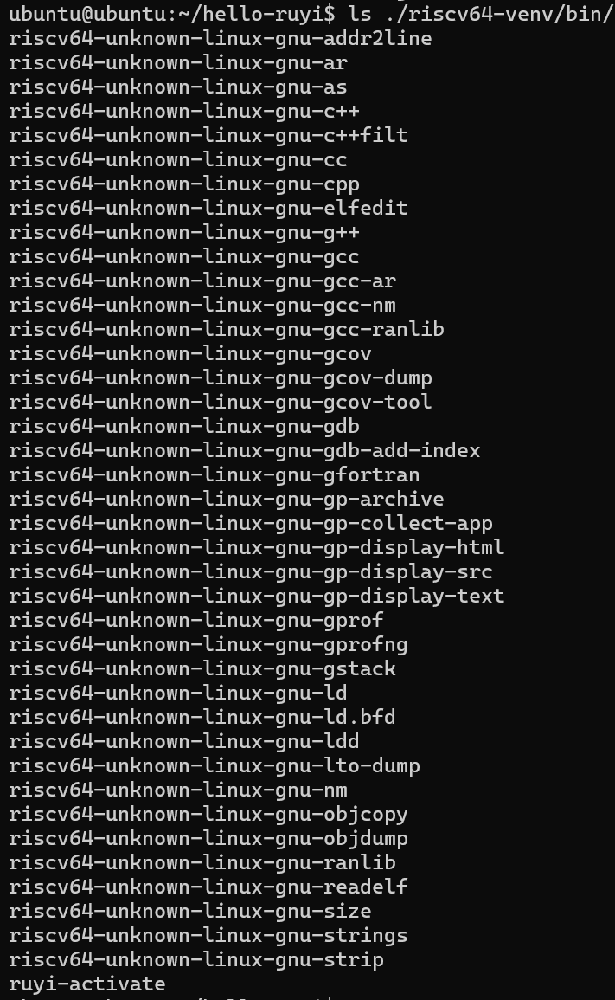 ubuntu@ubuntu:~/hello-ruyi$ ls ./riscv64-venv/bin/
riscv64-unknown-linux-gnu-addr2line
riscv64-unknown-linux-gnu-ar
riscv64-unknown-linux-gnu-as
riscv64-unknown-linux-gnu-c++
riscv64-unknown-linux-gnu-c++filt
riscv64-unknown-linux-gnu-cc
riscv64-unknown-linux-gnu-cpp
riscv64-unknown-linux-gnu-elfedit
riscv64-unknown-linux-gnu-g++
riscv64-unknown-linux-gnu-gcc
riscv64-unknown-linux-gnu-gcc-ar
riscv64-unknown-linux-gnu-gcc-nm
riscv64-unknown-linux-gnu-gcc-ranlib
riscv64-unknown-linux-gnu-gcov
riscv64-unknown-linux-gnu-gcov-dump
riscv64-unknown-linux-gnu-gcov-tool
riscv64-unknown-linux-gnu-gdb
riscv64-unknown-linux-gnu-gdb-add-index
riscv64-unknown-linux-gnu-gfortran
riscv64-unknown-linux-gnu-gp-archive
riscv64-unknown-linux-gnu-gp-collect-app
riscv64-unknown-linux-gnu-gp-display-html
riscv64-unknown-linux-gnu-gp-display-src
riscv64-unknown-linux-gnu-gp-display-text
riscv64-unknown-linux-gnu-gprof
riscv64-unknown-linux-gnu-gprofng
riscv64-unknown-linux-gnu-gstack
riscv64-unknown-linux-gnu-ld
riscv64-unknown-linux-gnu-ld.bfd
riscv64-unknown-linux-gnu-ldd
riscv64-unknown-linux-gnu-lto-dump
riscv64-unknown-linux-gnu-nm
riscv64-unknown-linux-gnu-objcopy
riscv64-unknown-linux-gnu-objdump
riscv64-unknown-linux-gnu-ranlib
riscv64-unknown-linux-gnu-readelf
riscv64-unknown-linux-gnu-size
riscv64-unknown-linux-gnu-strings
riscv64-unknown-linux-gnu-strip
ruyi-activate